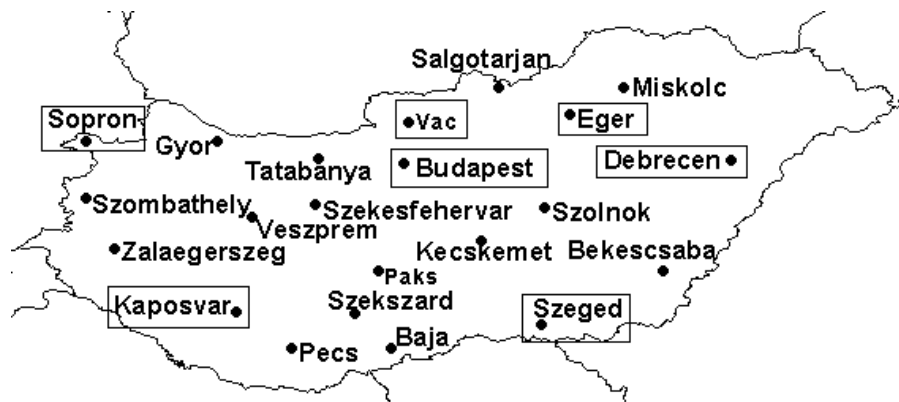 Salgotarjan
Miskolc
Sopron
Vac
Eger
Gyor
Tatabanya
Budapest
Debrecen
Szombathely
Szekesfehervar
Szolnok
Veszprem
Zalaegerszeg
Kecskemet
Bekescsaba
Paks
Kaposvar
Szekszard
Szeged
Pecs
Baja